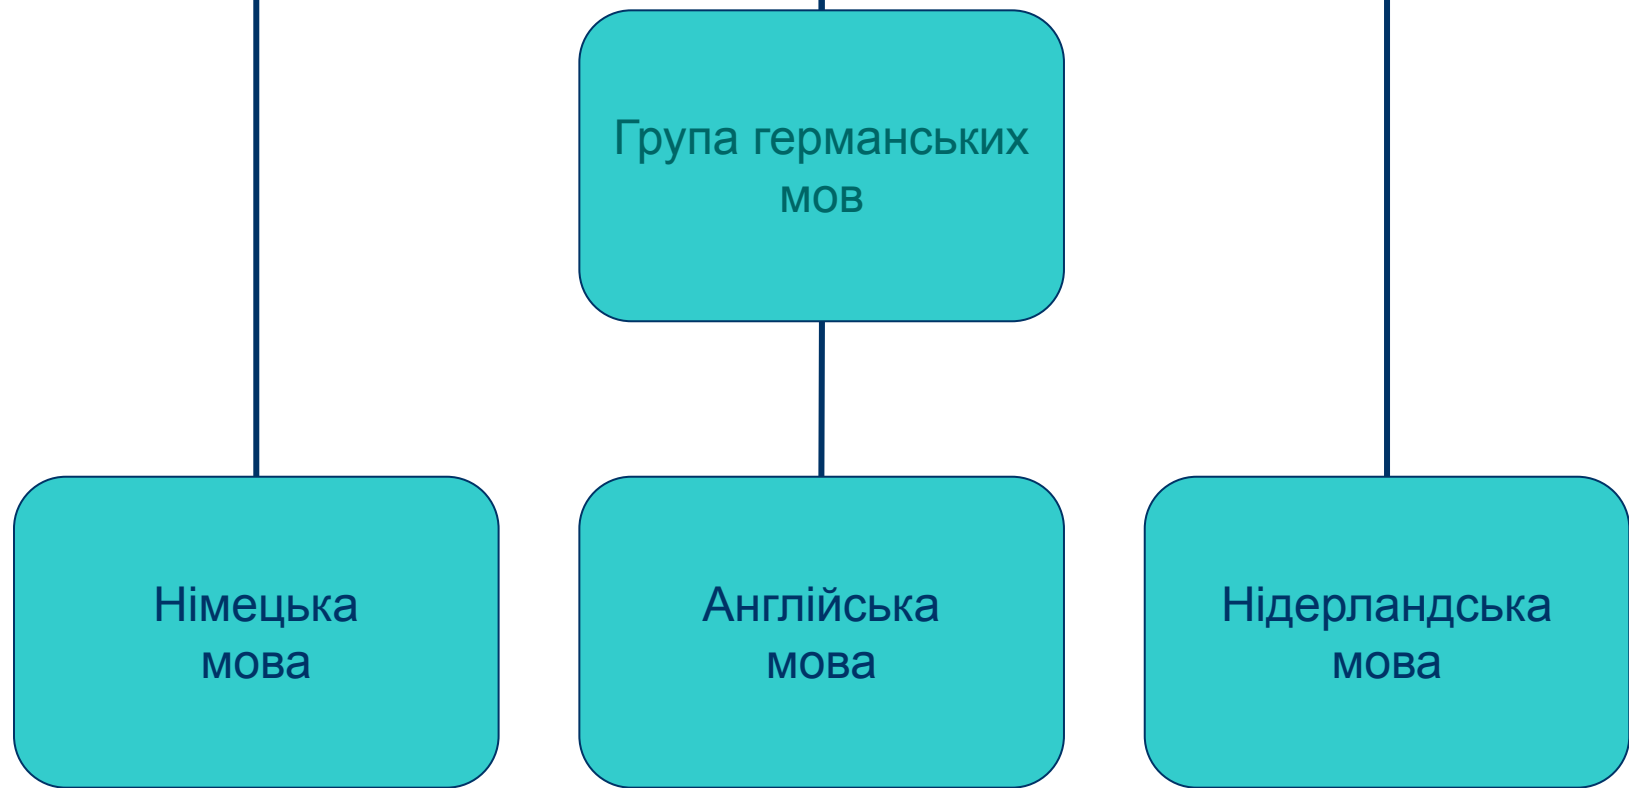 Група германських
мов
Німецька
мова
Англійська
мова
Нідерландська
мова